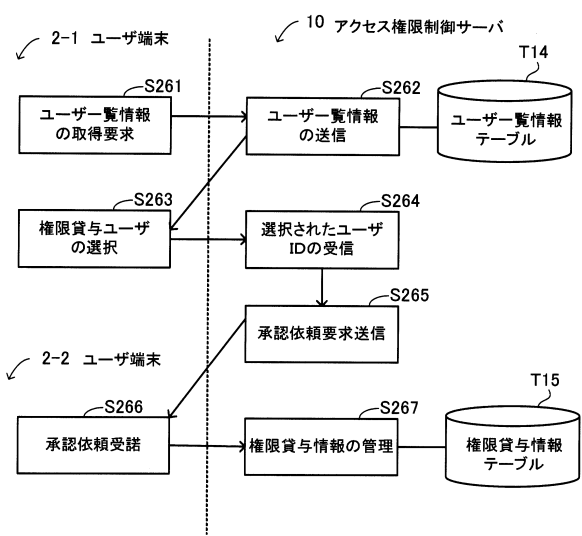 2-1 ユーザ端末
10 アクセス権限制御サーバ
S261
ユーザ一覧情報
の取得要求
S262
ユーザ一覧情報
の送信
T14
ユーザ一覧情報
テーブル
S263
権限貸与ユーザ
の選択
S264
選択されたユーザ
IDの受信
S265
承認依頼要求送信
2-2 ユーザ端末
S266
承認依頼受諾
S267
権限貸与情報の管理
T15
権限貸与情報
テーブル